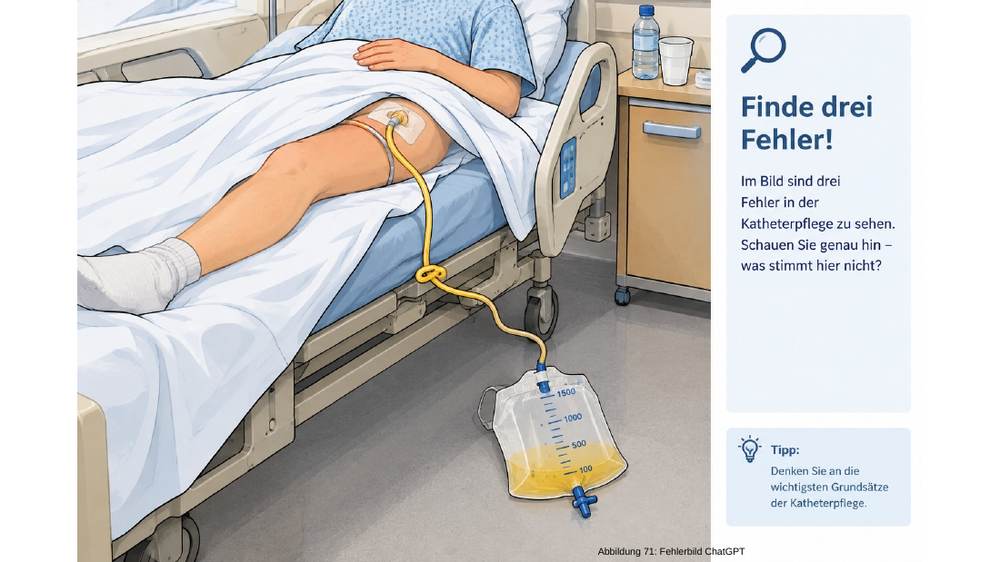 Finde drei
Fehler!
Im Bild sind drei
Fehler in der
Katheterpflege zu sehen.
Schauen Sie genau hin –
was stimmt hier nicht?
1500
1000
500
100
Tipp:
Denken Sie an die
wichtigsten Grundsätze
der Katheterpflege.
Abbildung 71: Fehlerbild ChatGPT